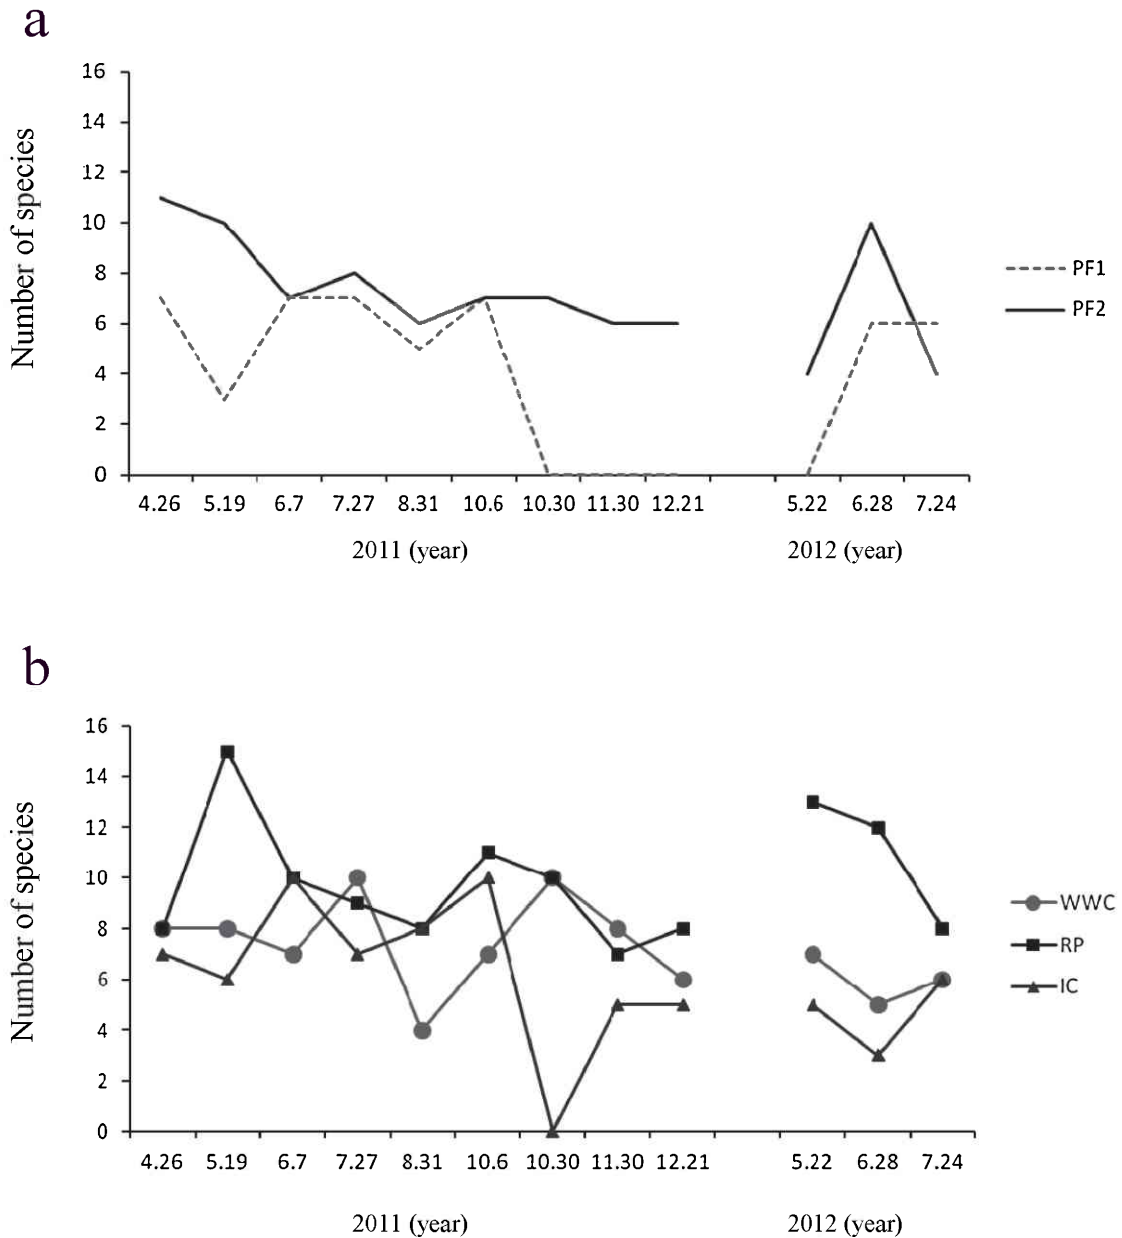 a
16
14
12
10
8
6
4
2
0
Number of species
4.26 5.19 6.7 7.27 8.31 10.6 10.30 11.30 12.21 5.22 6.28 7.24
2011 (year) 2012 (year)
PF1
PF2
b
16
14
12
10
8
6
4
2
0
Number of species
4.26 5.19 6.7 7.27 8.31 10.6 10.30 11.30 12.21 5.22 6.28 7.24
2011 (year) 2012 (year)
WWC
RP
IC